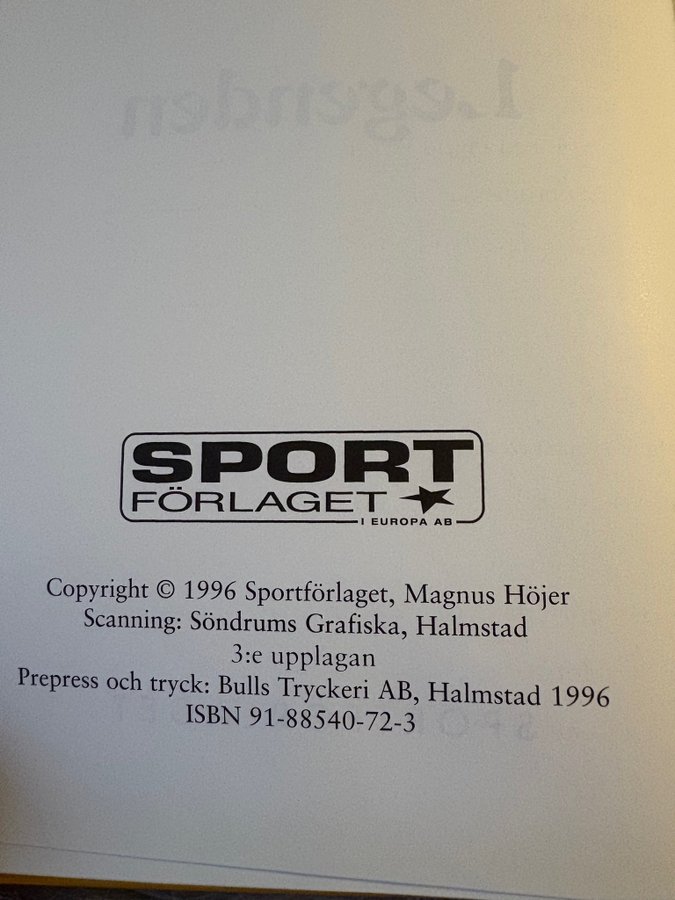 Legenden
SPORT
FÖRLAGET
I EUROPA AB
Copyright © 1996 Sportförlaget, Magnus Höjer
Scanning: Söndrums Grafiska, Halmstad
3:e upplagan
Prepress och tryck: Bulls Tryckeri AB, Halmstad 1996
ISBN 91-88540-72-3